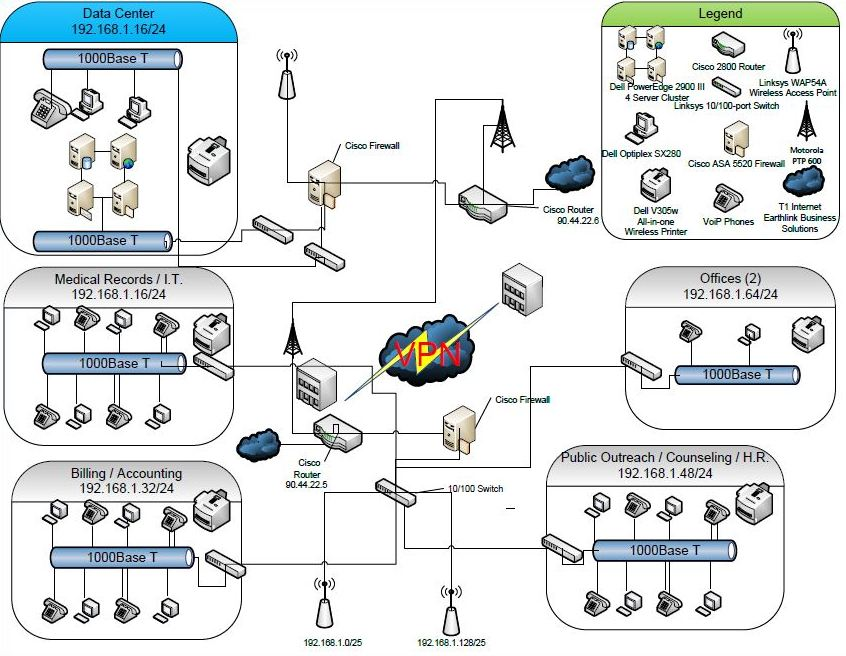 Data Center
192.168.1.16/24
1000Base T
1000Base T
Cisco Firewall
Cisco Router
90.44.22.6
Legend
Dell PowerEdge 2900 III
4 Server Cluster
Cisco 2800 Router
Linksys 10/100-port Switch
Linksys WAP54A
Wireless Access Point
Dell Optiplex SX280
Cisco ASA 5520 Firewall
Motorola
PTP 600
Dell V305w
All-in-one
Wireless Printer
VoiP Phones
T1 Internet
Earthlink Business
Solutions
Medical Records / I.T.
192.168.1.16/24
1000Base T
VPN
Offices (2)
192.168.1.64/24
1000Base T
Cisco Firewall
Cisco
Router
90.44.22.5
10/100 Switch
Billing / Accounting
192.168.1.32/24
1000Base T
Public Outreach / Counseling / H.R.
192.168.1.48/24
1000Base T
192.168.1.0/25
192.168.1.128/25